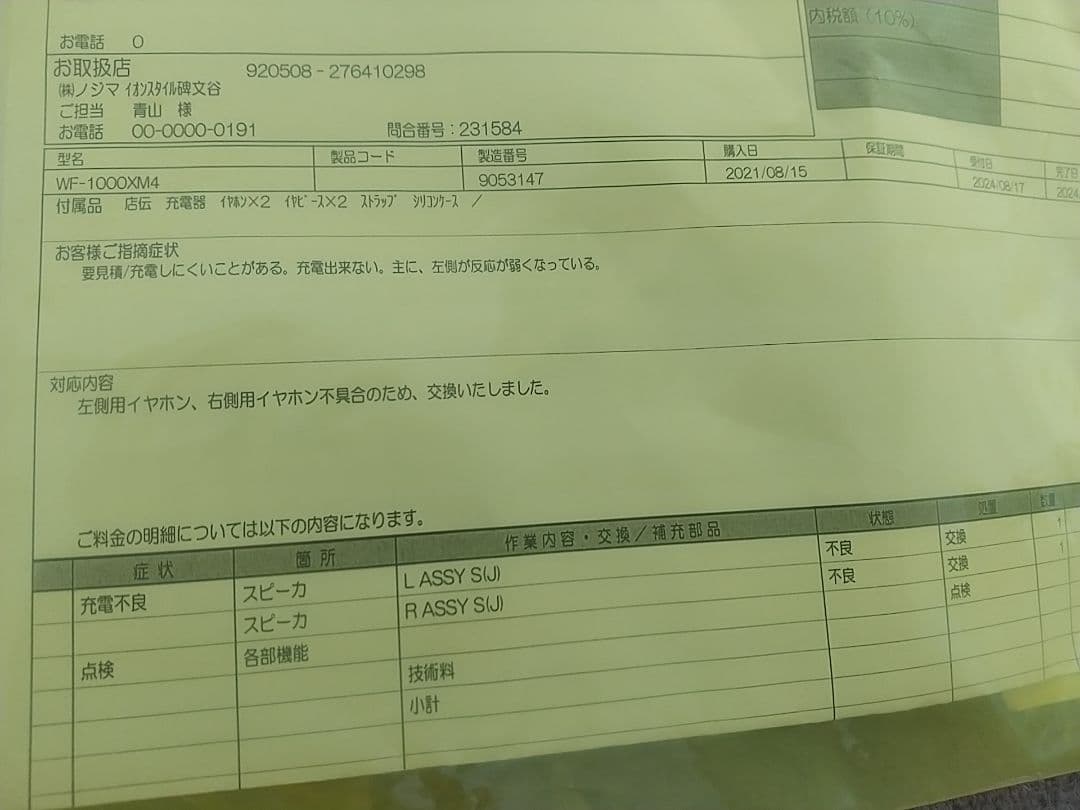 内税額 (10%)
お電話 0
お取扱店 920508-276410298
㈱ノジマ イオンスタイル碑文谷
ご担当 青山 様
お電話 00-0000-0191 問合番号:231584
型名 製品コード 製造番号 購入日 保証期間 受付日 完了日
WF-1000XM4 9053147 2021/08/15 2024/08/17 2024
付属品 店伝 充電器 イヤホン×2 イヤピース×2 ストラップ シリコンケース /
お客様ご指摘症状
要見積/充電しにくいことがある。充電出来ない。主に、左側が反応が弱くなっている。
対応内容
左側用イヤホン、右側用イヤホン不具合のため、交換いたしました。
ご料金の明細については以下の内容になります。
症状 箇所 作業内容・交換/補充部品 状態 処置 数量
充電不良 スピーカ L ASSY S(J) 不良 交換 1
スピーカ R ASSY S(J) 不良 交換 1
点検 各部機能 点検
技術料
小計